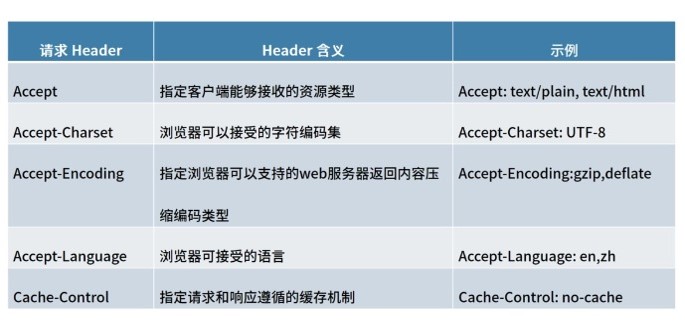 请求 Header Header 含义 示例
Accept 指定客户端能够接收的资源类型 Accept: text/plain, text/html
Accept-Charset 浏览器可以接受的字符编码集 Accept-Charset: UTF-8
Accept-Encoding 指定浏览器可以支持的web服务器返回内容压 Accept-Encoding:gzip,deflate
缩编码类型
Accept-Language 浏览器可接受的语言 Accept-Language: en,zh
Cache-Control 指定请求和响应遵循的缓存机制 Cache-Control: no-cache